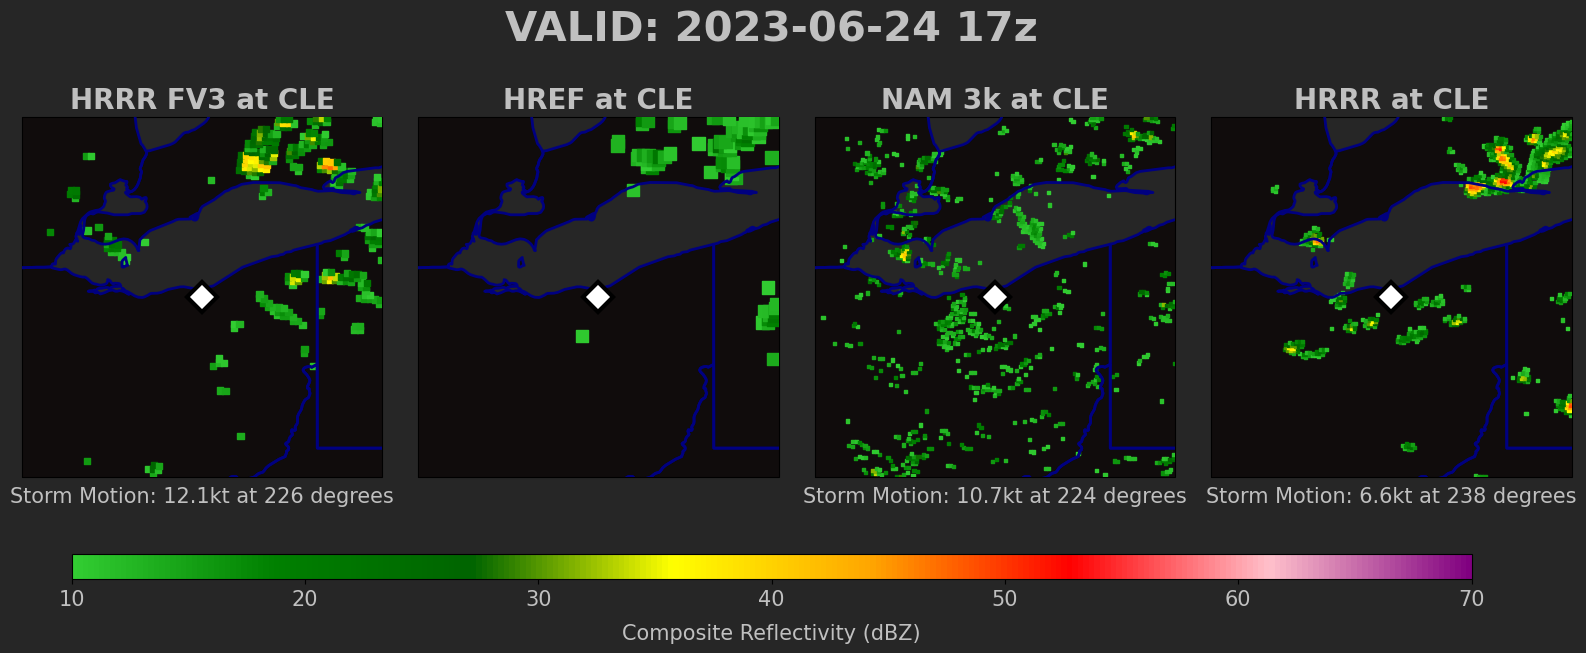 VALID: 2023-06-24 17z
HRRR FV3 at CLE
HREF at CLE
NAM 3k at CLE
HRRR at CLE
Storm Motion: 12.1kt at 226 degrees
Storm Motion: 10.7kt at 224 degrees
Storm Motion: 6.6kt at 238 degrees
10 20 30 40 50 60 70
Composite Reflectivity (dBZ)